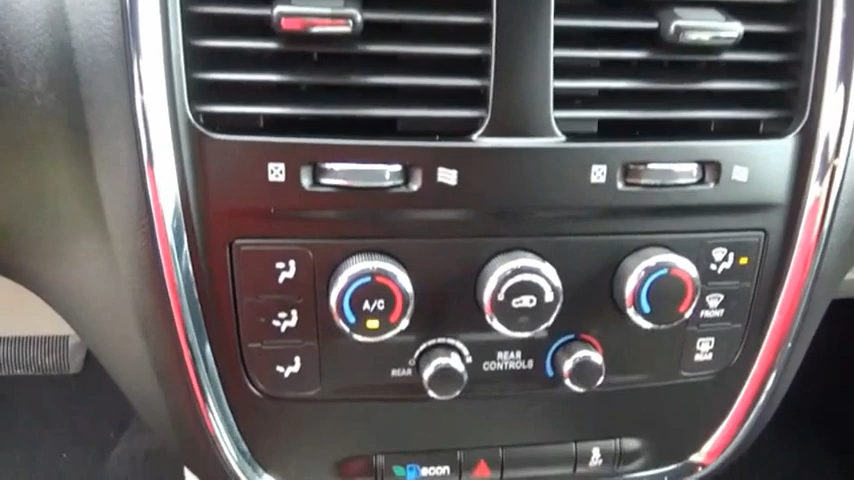 A/C
FRONT
REAR
REAR
CONTROLS
REAR
econ
OFF